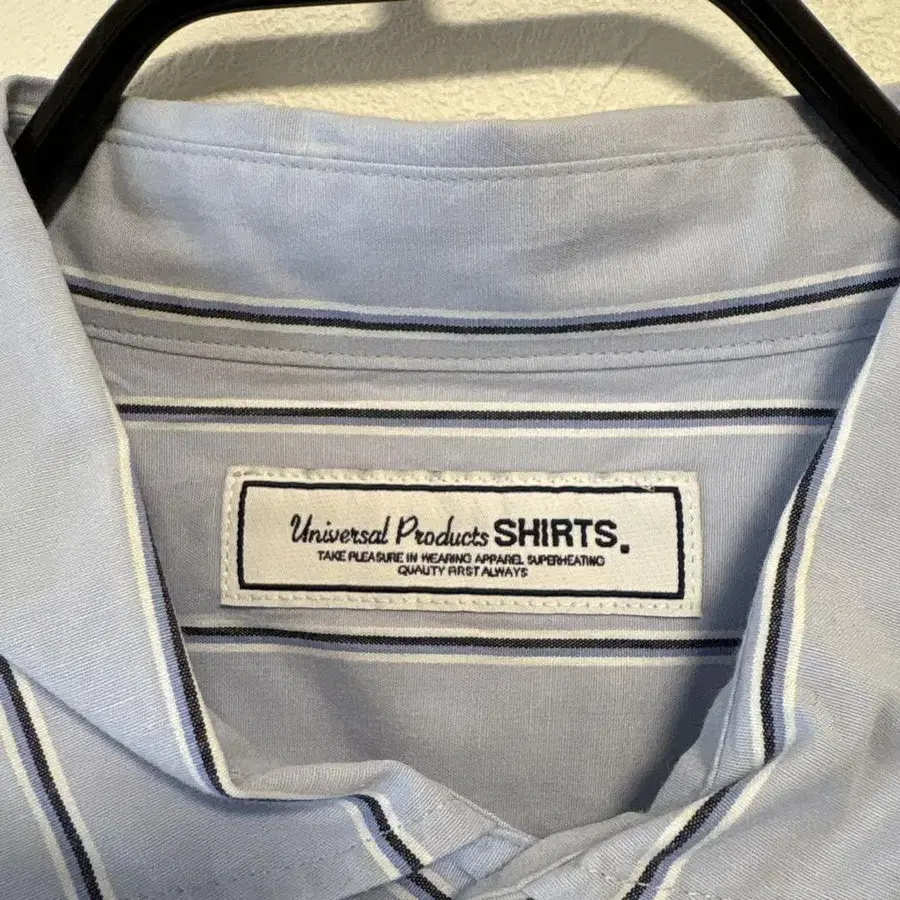 Universal Products SHIRTS.
TAKE PLEASURE IN WEARING APPAREL SUPERHEATING
QUALITY FIRST ALWAYS